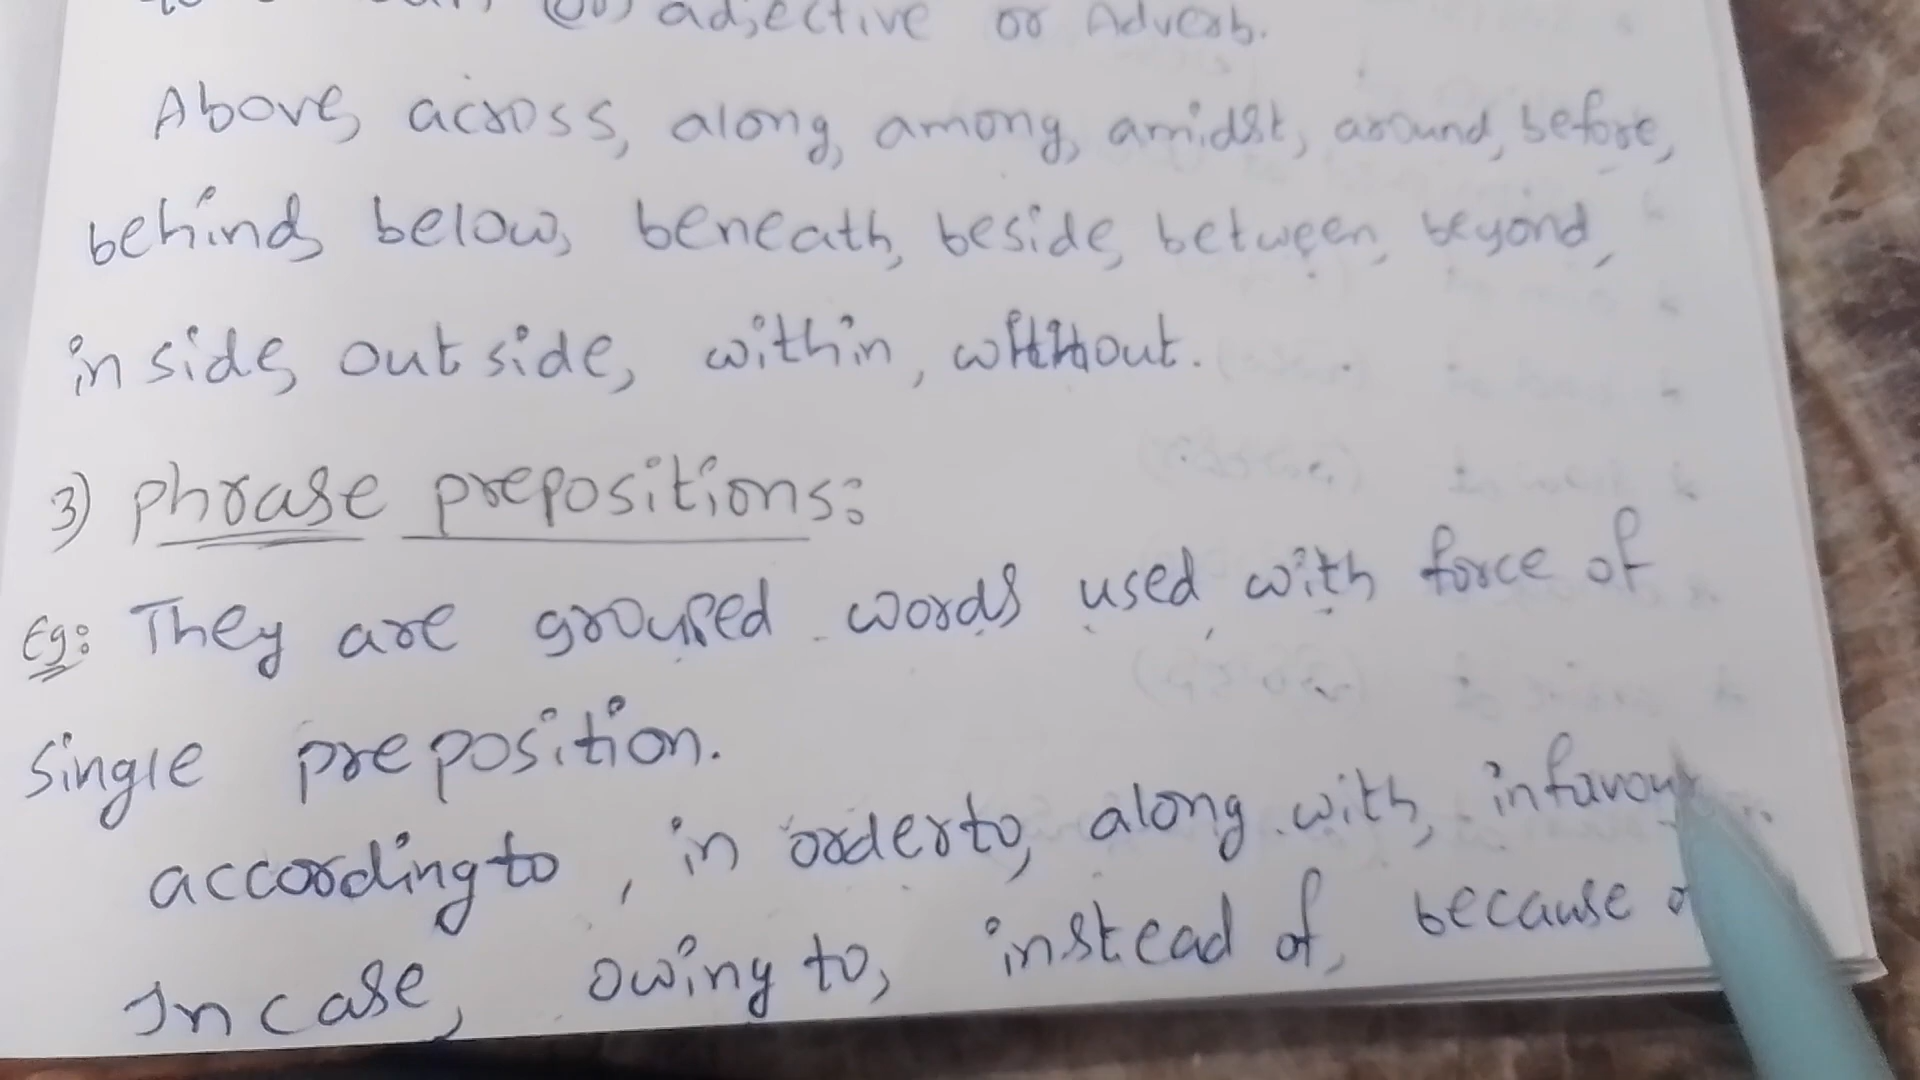 adjective or Adverb.
Above, across, along, among, amidst, around, before,
behind, below, beneath, beside, between, beyond,
inside, outside, within, without.
3) phrase prepositions:
Eg: They are grouped words used with force of
single preposition.
according to, in order to, along with, in favour
In case, owing to, instead of, because